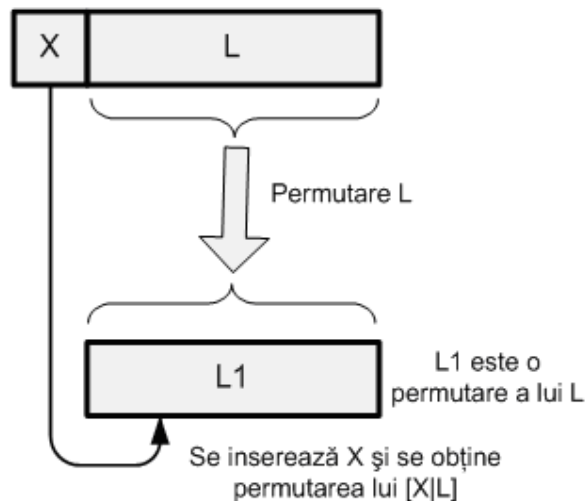 X
L
Permutare L
L1
L1 este o
permutare a lui L
Se inserează X şi se obţine
permutarea lui [X|L]